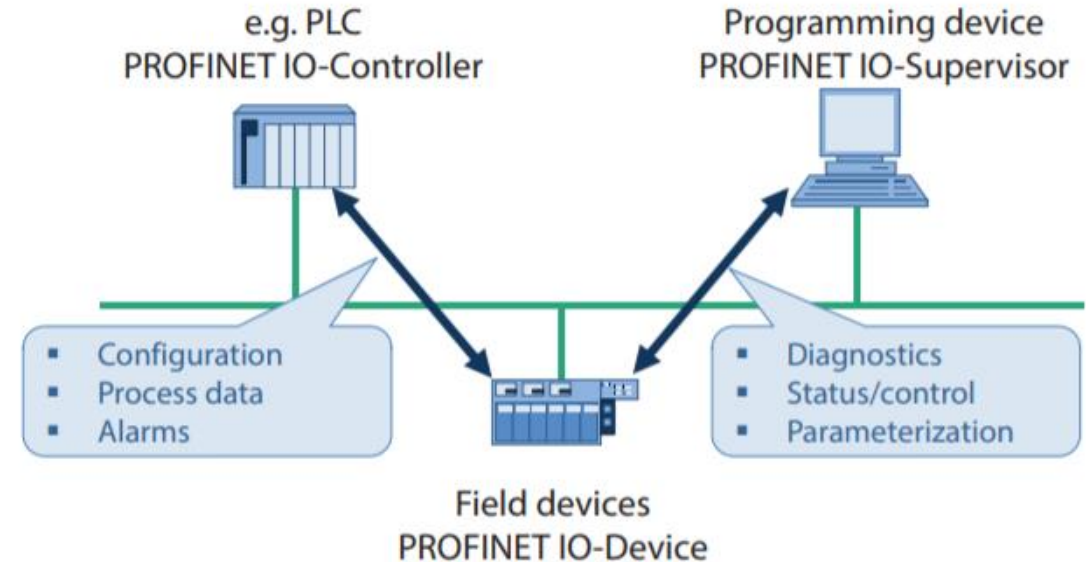 e.g. PLC
PROFINET IO-Controller
Programming device
PROFINET IO-Supervisor
▪ Configuration
▪ Process data
▪ Alarms
▪ Diagnostics
▪ Status/control
▪ Parameterization
Field devices
PROFINET IO-Device